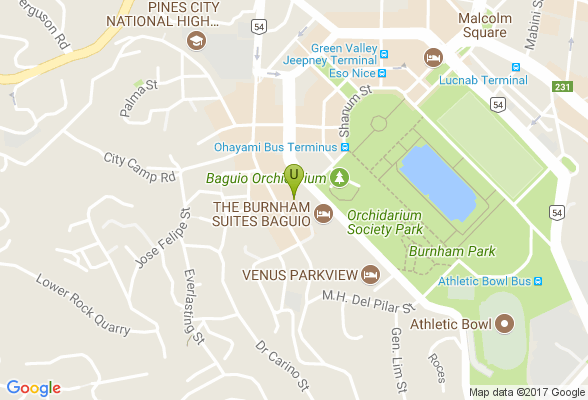 Ferguson Rd
PINES CITY
NATIONAL HIGH...
54
Malcolm
Square
Mabini S
Green Valley
Jeepney Terminal
Eso Nice
Lucnab Terminal
231
54
Palma St
Shanum St
Ohayami Bus Terminus
City Camp Rd
Baguio Orchidarium
U
THE BURNHAM
SUITES BAGUIO
Orchidarium
Society Park
54
Jose Felipe St
Burnham Park
VENUS PARKVIEW
Athletic Bowl Bus
Everlasting St
M.H. Del Pilar St
Lower Rock Quarry
Athletic Bowl
Dr Carino St
Gen. Lim St
Roces
Google
Map data ©2017 Google